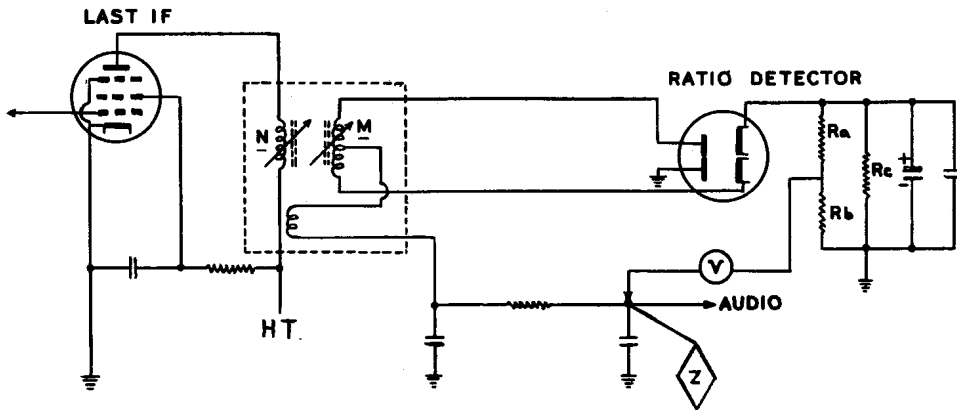 LAST IF
RATIO DETECTOR
N
M
Ra
Rb
Rc
+
-
V
AUDIO
HT.
Z